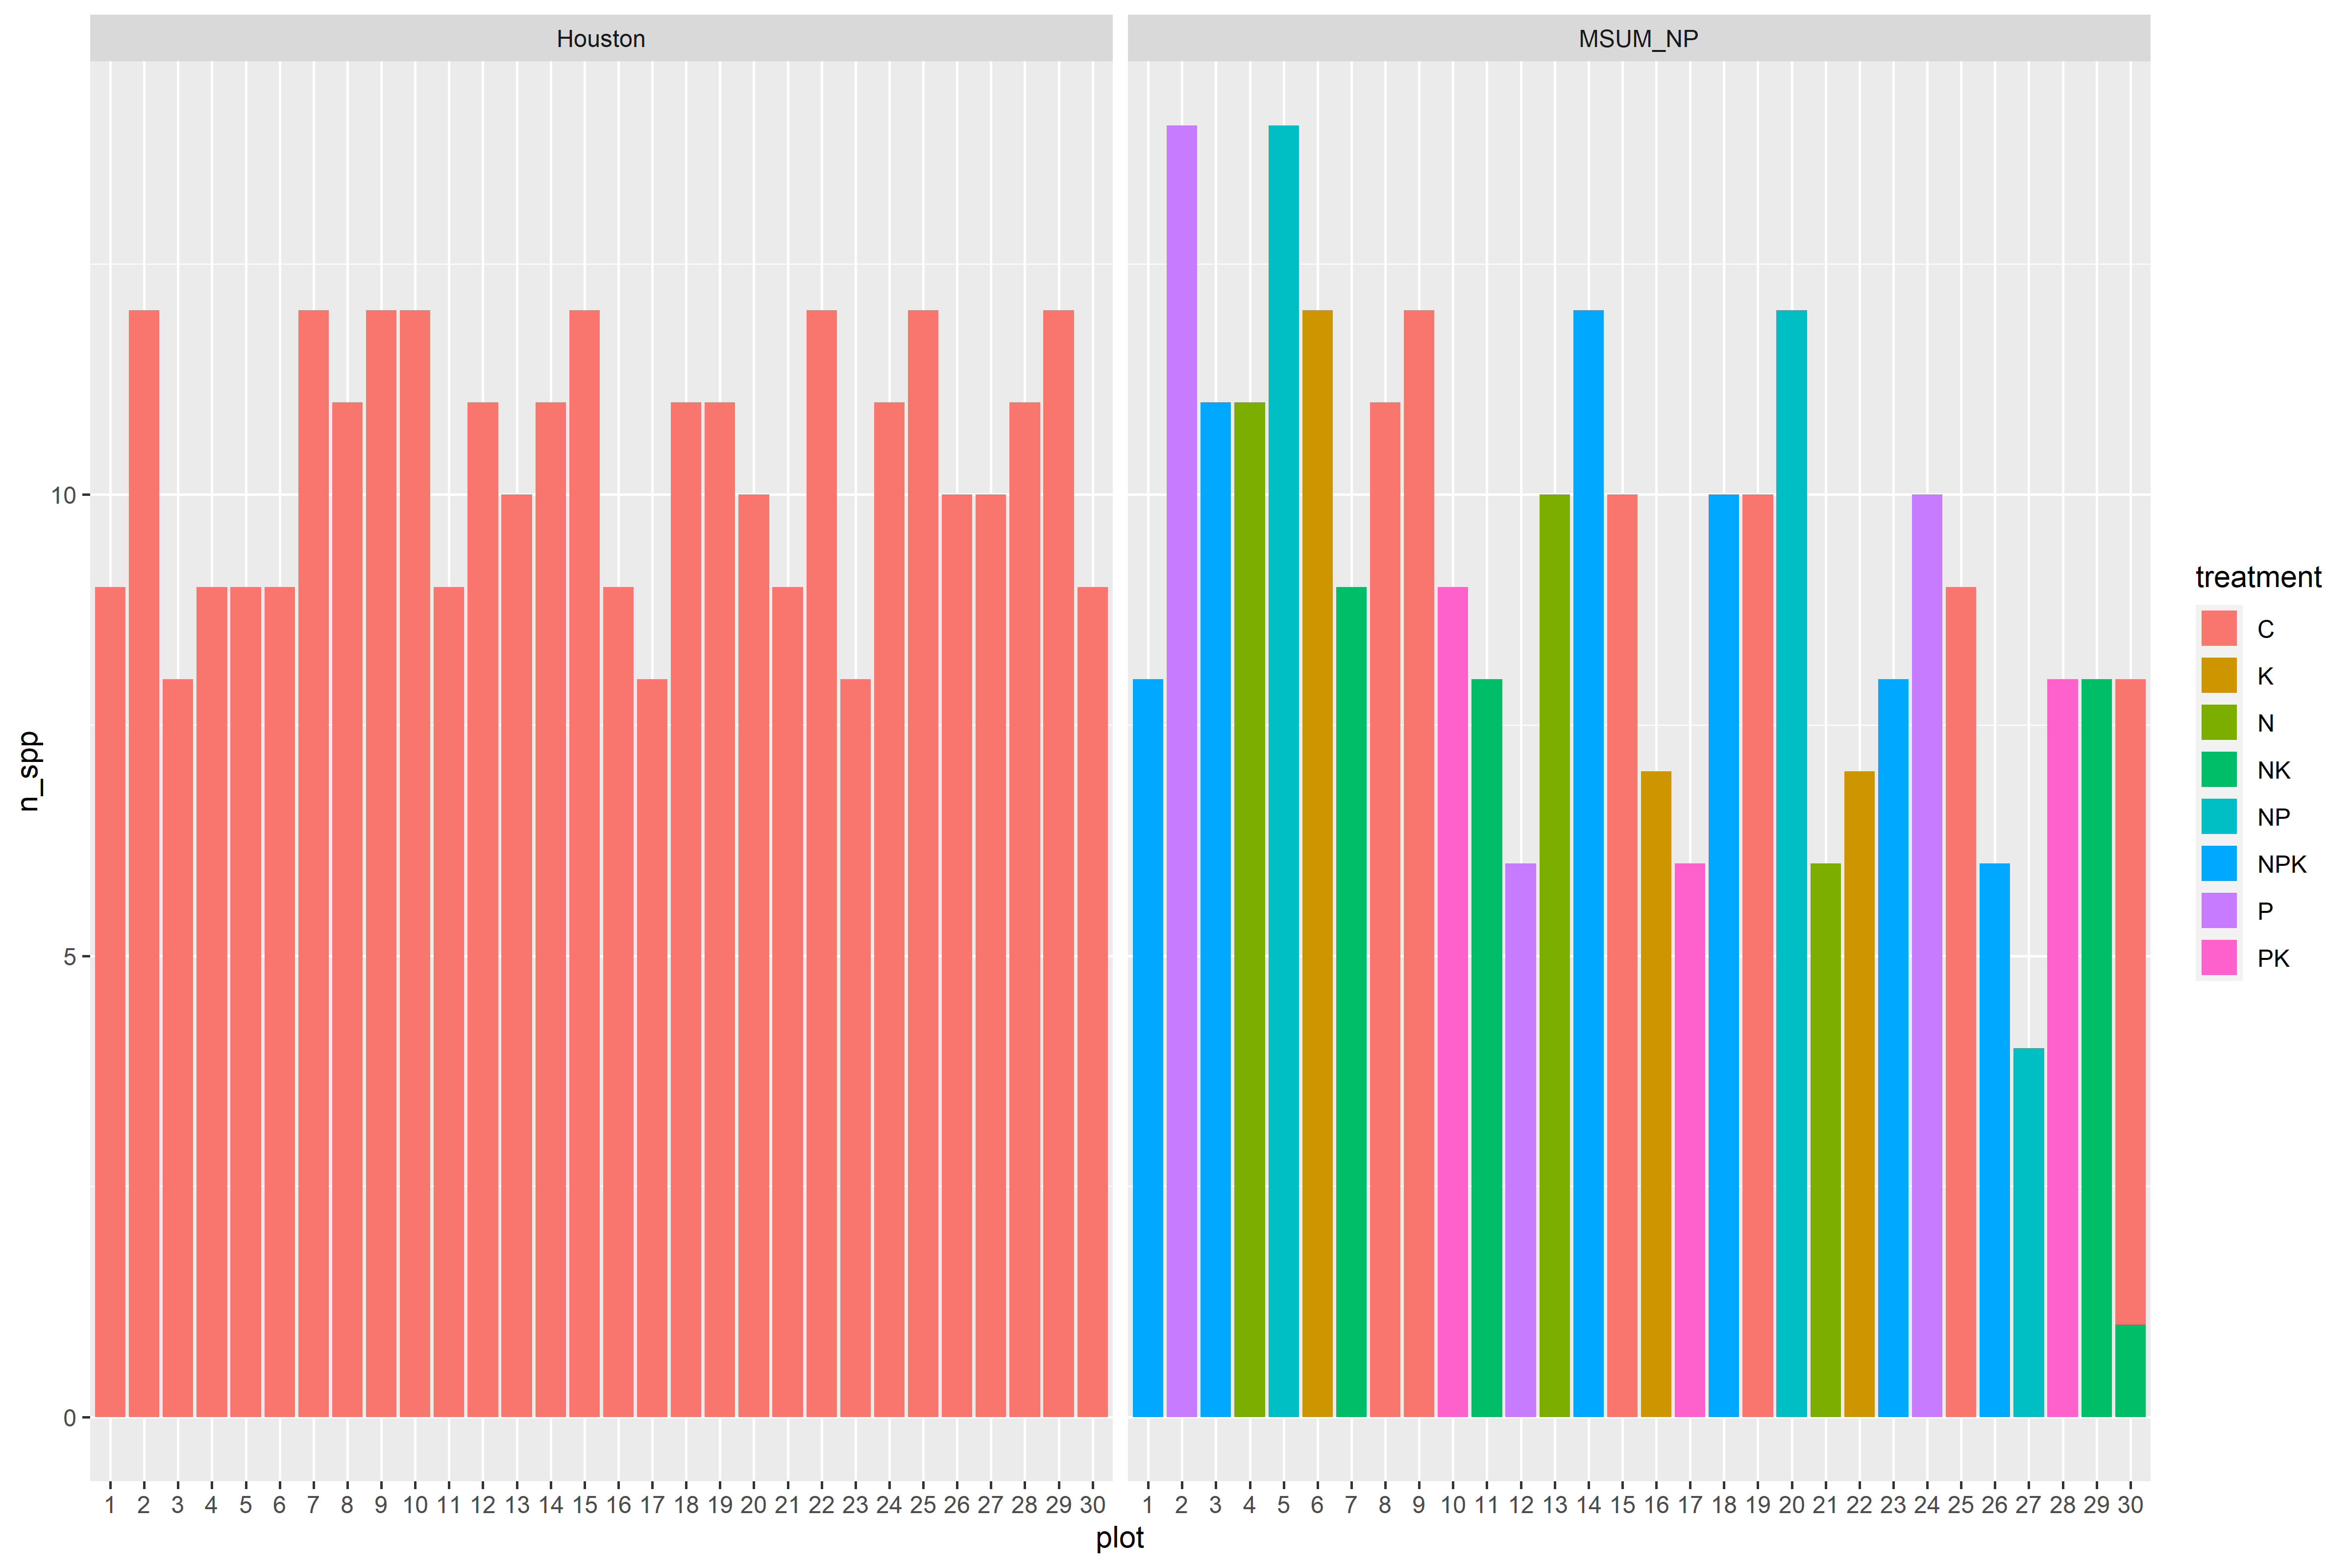 Houston MSUM_NP
n_spp
10
5
0
1 2 3 4 5 6 7 8 9 10 11 12 13 14 15 16 17 18 19 20 21 22 23 24 25 26 27 28 29 30 1 2 3 4 5 6 7 8 9 10 11 12 13 14 15 16 17 18 19 20 21 22 23 24 25 26 27 28 29 30
plot
treatment
C
K
N
NK
NP
NPK
P
PK